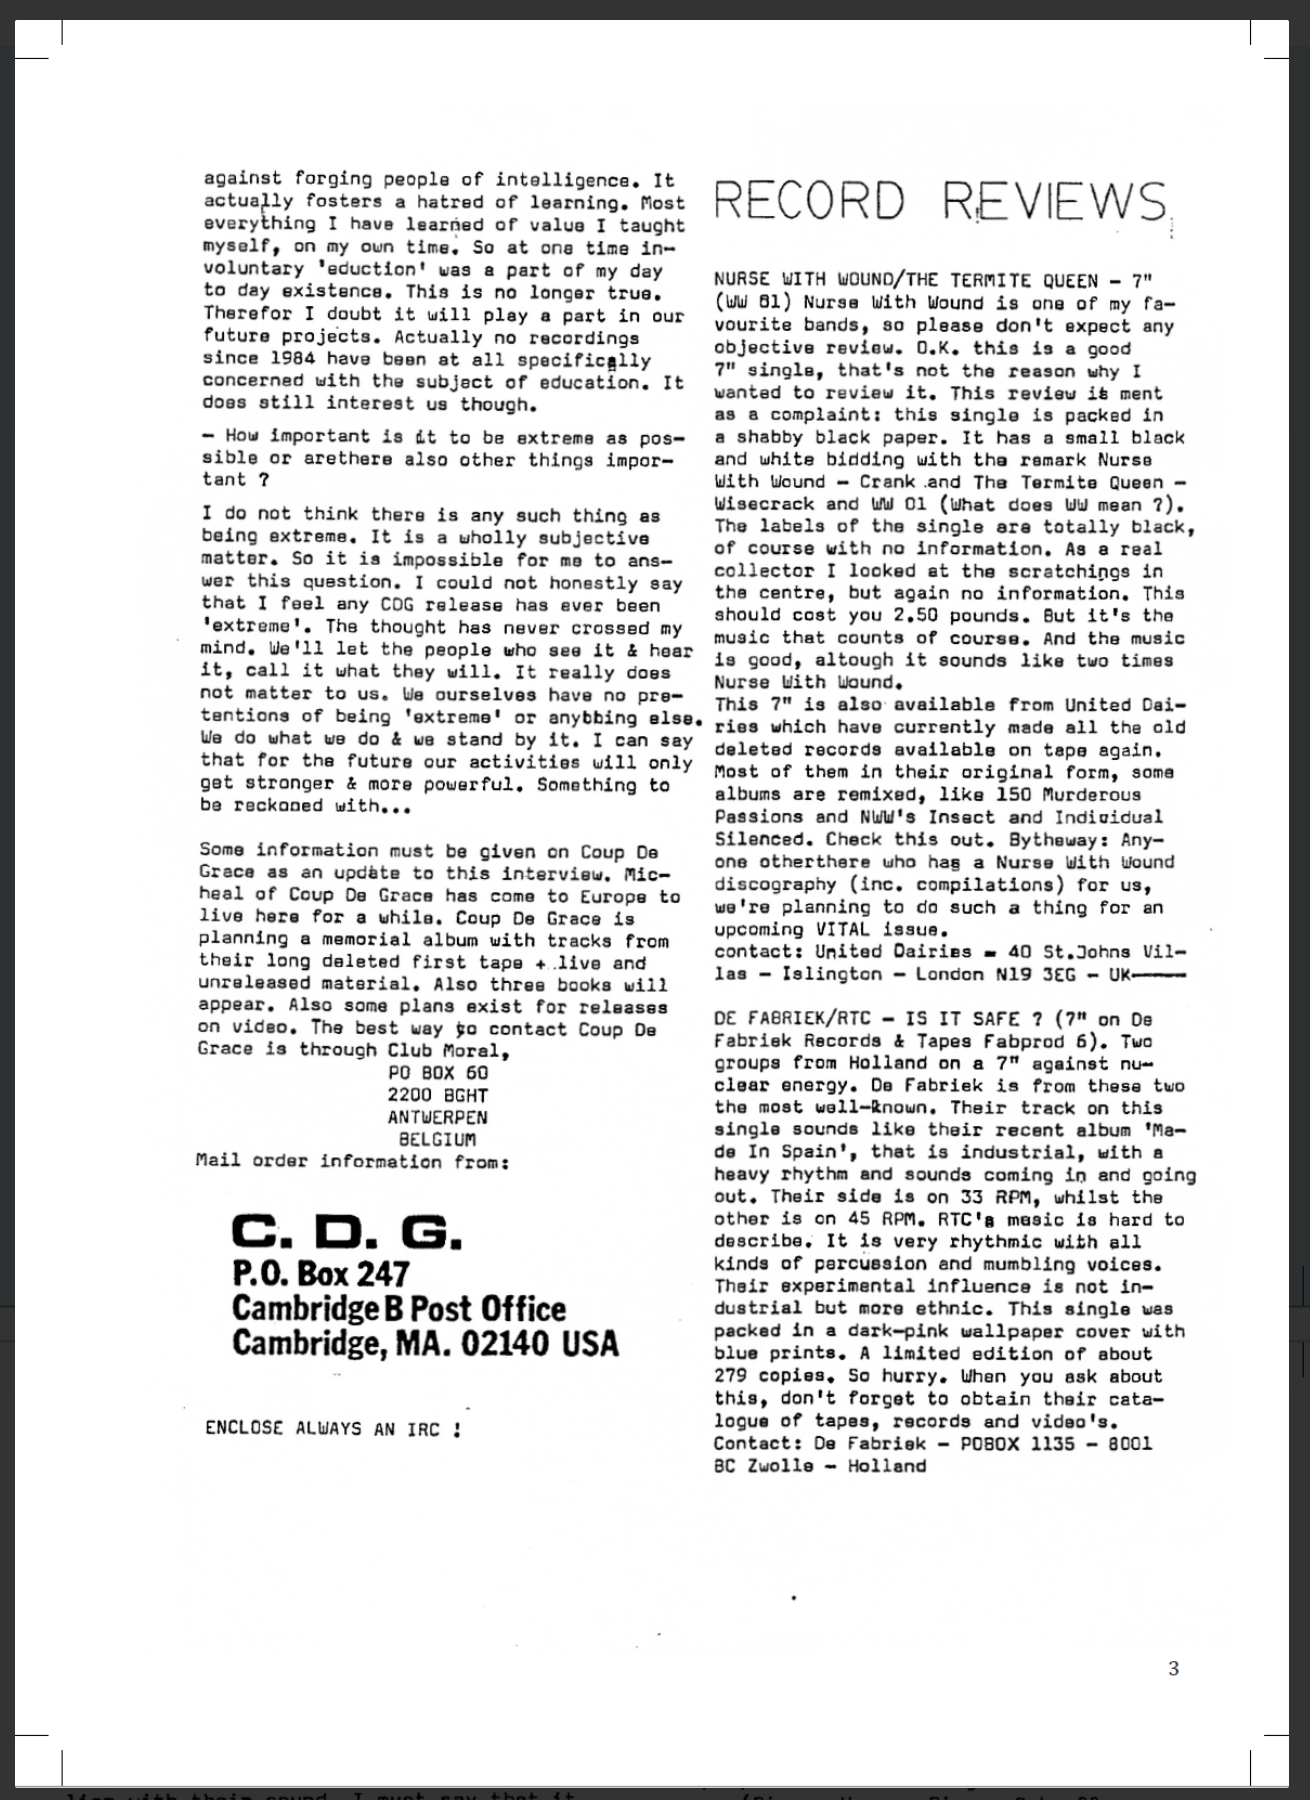 against forging people of intelligence. It
actually fosters a hatred of learning. Most
everything I have learned of value I taught
myself, on my own time. So at one time in-
voluntary 'eduction' was a part of my day
to day existence. This is no longer true.
Therefor I doubt it will play a part in our
future projects. Actually no recordings
since 1984 have been at all specifically
concerned with the subject of education. It
does still interest us though.
- How important is it to be extreme as pos-
sible or arethere also other things impor-
tant ?
I do not think there is any such thing as
being extreme. It is a wholly subjective
matter. So it is impossible for me to ans-
wer this question. I could not honestly say
that I feel any CDG release has ever been
'extreme'. The thought has never crossed my
mind. We'll let the people who see it & hear
it, call it what they will. It really does
not matter to us. We ourselves have no pre-
tentions of being 'extreme' or anybbing else.
We do what we do & we stand by it. I can say
that for the future our activities will only
get stronger & more powerful. Something to
be reckoned with...
Some information must be given on Coup De
Grace as an update to this interview. Mic-
heal of Coup De Grace has come to Europe to
live here for a while. Coup De Grace is
planning a memorial album with tracks from
their long deleted first tape + live and
unreleased material. Also three books will
appear. Also some plans exist for releases
on video. The best way to contact Coup De
Grace is through Club Moral,
PO BOX 60
2200 BGHT
ANTWERPEN
BELGIUM
Mail order information from:
C. D. G.
P.O. Box 247
Cambridge B Post Office
Cambridge, MA. 02140 USA
ENCLOSE ALWAYS AN IRC !
RECORD REVIEWS
NURSE WITH WOUND/THE TERMITE QUEEN - 7"
(WW 01) Nurse With Wound is one of my fa-
vourite bands, so please don't expect any
objective review. O.K. this is a good
7" single, that's not the reason why I
wanted to review it. This review is ment
as a complaint: this single is packed in
a shabby black paper. It has a small black
and white bidding with the remark Nurse
With Wound - Crank and The Termite Queen -
Wisecrack and WW 01 (What does WW mean ?).
The labels of the single are totally black,
of course with no information. As a real
collector I looked at the scratchings in
the centre, but again no information. This
should cost you 2.50 pounds. But it's the
music that counts of course. And the music
is good, altough it sounds like two times
Nurse With Wound.
This 7" is also available from United Dai-
ries which have currently made all the old
deleted records available on tape again.
Most of them in their original form, some
albums are remixed, like 150 Murderous
Passions and NWW's Insect and Individual
Silenced. Check this out. Bytheway: Any-
one otherthere who has a Nurse With Wound
discography (inc. compilations) for us,
we're planning to do such a thing for an
upcoming VITAL issue.
contact: United Dairies - 40 St.Johns Vil-
las - Islington - London N19 3EG - UK
DE FABRIEK/RTC - IS IT SAFE ? (7" on De
Fabriek Records & Tapes Fabprod 6). Two
groups from Holland on a 7" against nu-
clear energy. De Fabriek is from these two
the most well-known. Their track on this
single sounds like their recent album 'Ma-
de In Spain', that is industrial, with a
heavy rhythm and sounds coming in and going
out. Their side is on 33 RPM, whilst the
other is on 45 RPM. RTC's mesic is hard to
describe. It is very rhythmic with all
kinds of percussion and mumbling voices.
Their experimental influence is not in-
dustrial but more ethnic. This single was
packed in a dark-pink wallpaper cover with
blue prints. A limited edition of about
279 copies. So hurry. When you ask about
this, don't forget to obtain their cata-
logue of tapes, records and video's.
Contact: De Fabriek - POBOX 1135 - 8001
BC Zwolle - Holland
3